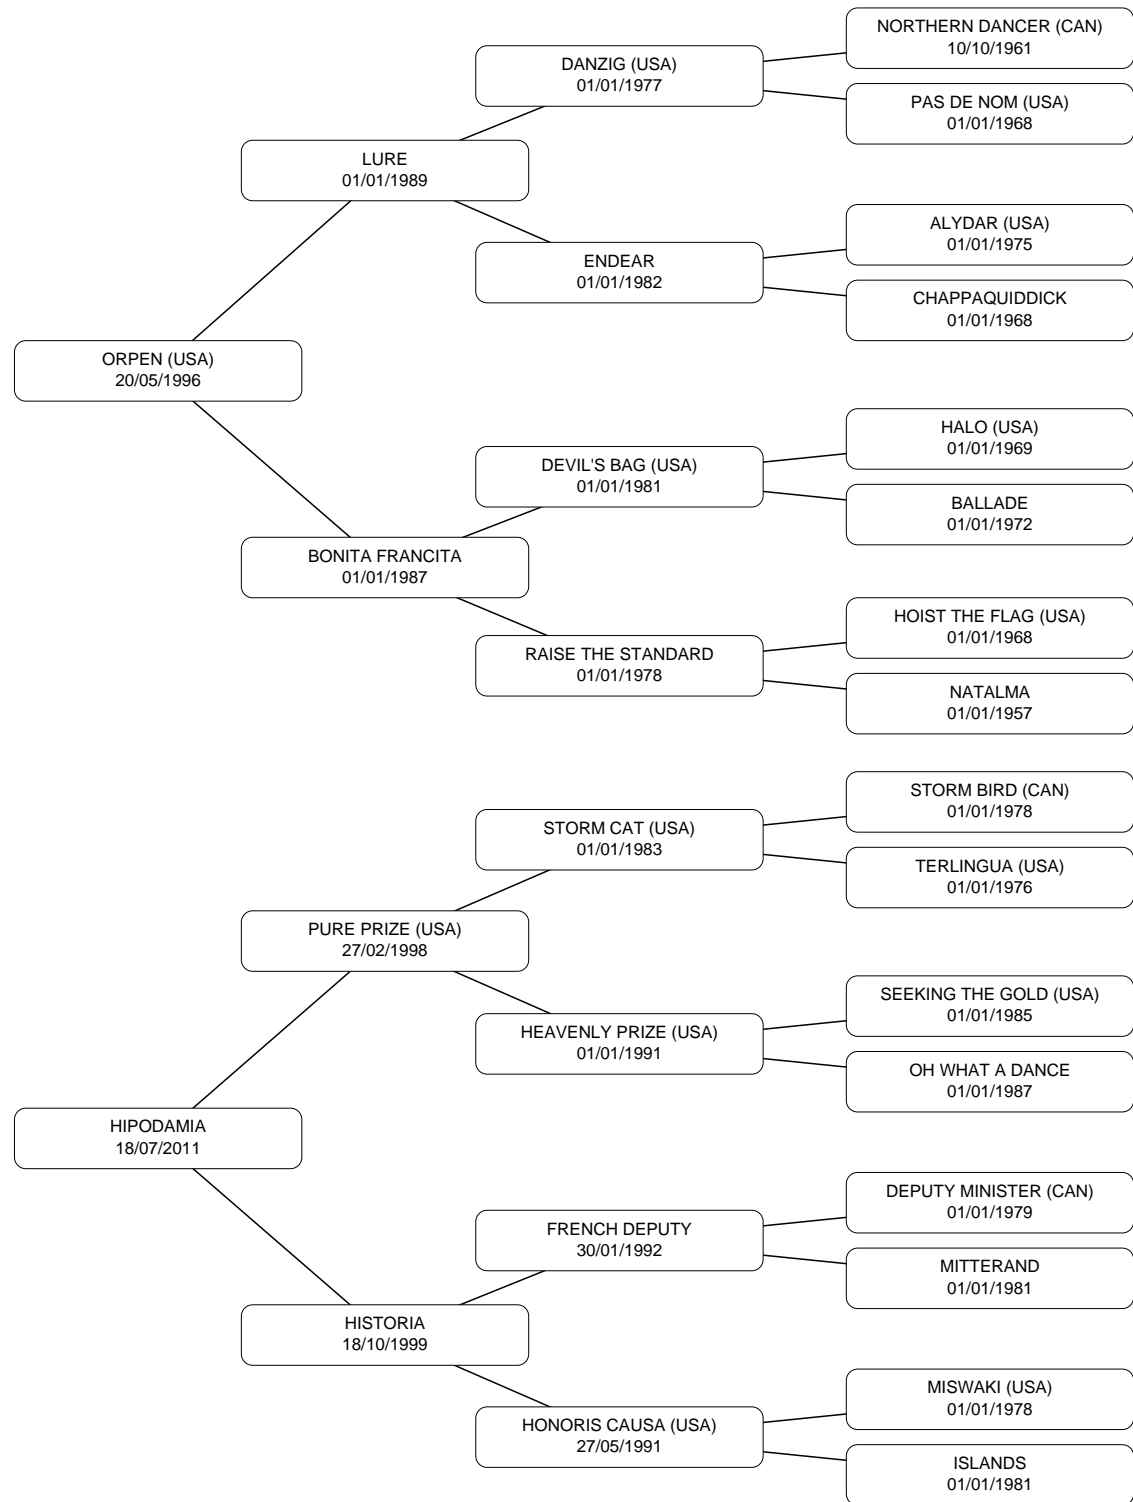 NORTHERN DANCER (CAN)
10/10/1961
DANZIG (USA)
01/01/1977
PAS DE NOM (USA)
01/01/1968
LURE
01/01/1989
ALYDAR (USA)
01/01/1975
ENDEAR
01/01/1982
CHAPPAQUIDDICK
01/01/1968
ORPEN (USA)
20/05/1996
HALO (USA)
01/01/1969
DEVIL'S BAG (USA)
01/01/1981
BALLADE
01/01/1972
BONITA FRANCITA
01/01/1987
HOIST THE FLAG (USA)
01/01/1968
RAISE THE STANDARD
01/01/1978
NATALMA
01/01/1957
STORM BIRD (CAN)
01/01/1978
STORM CAT (USA)
01/01/1983
TERLINGUA (USA)
01/01/1976
PURE PRIZE (USA)
27/02/1998
SEEKING THE GOLD (USA)
01/01/1985
HEAVENLY PRIZE (USA)
01/01/1991
OH WHAT A DANCE
01/01/1987
HIPODAMIA
18/07/2011
DEPUTY MINISTER (CAN)
01/01/1979
FRENCH DEPUTY
30/01/1992
MITTERAND
01/01/1981
HISTORIA
18/10/1999
MISWAKI (USA)
01/01/1978
HONORIS CAUSA (USA)
27/05/1991
ISLANDS
01/01/1981